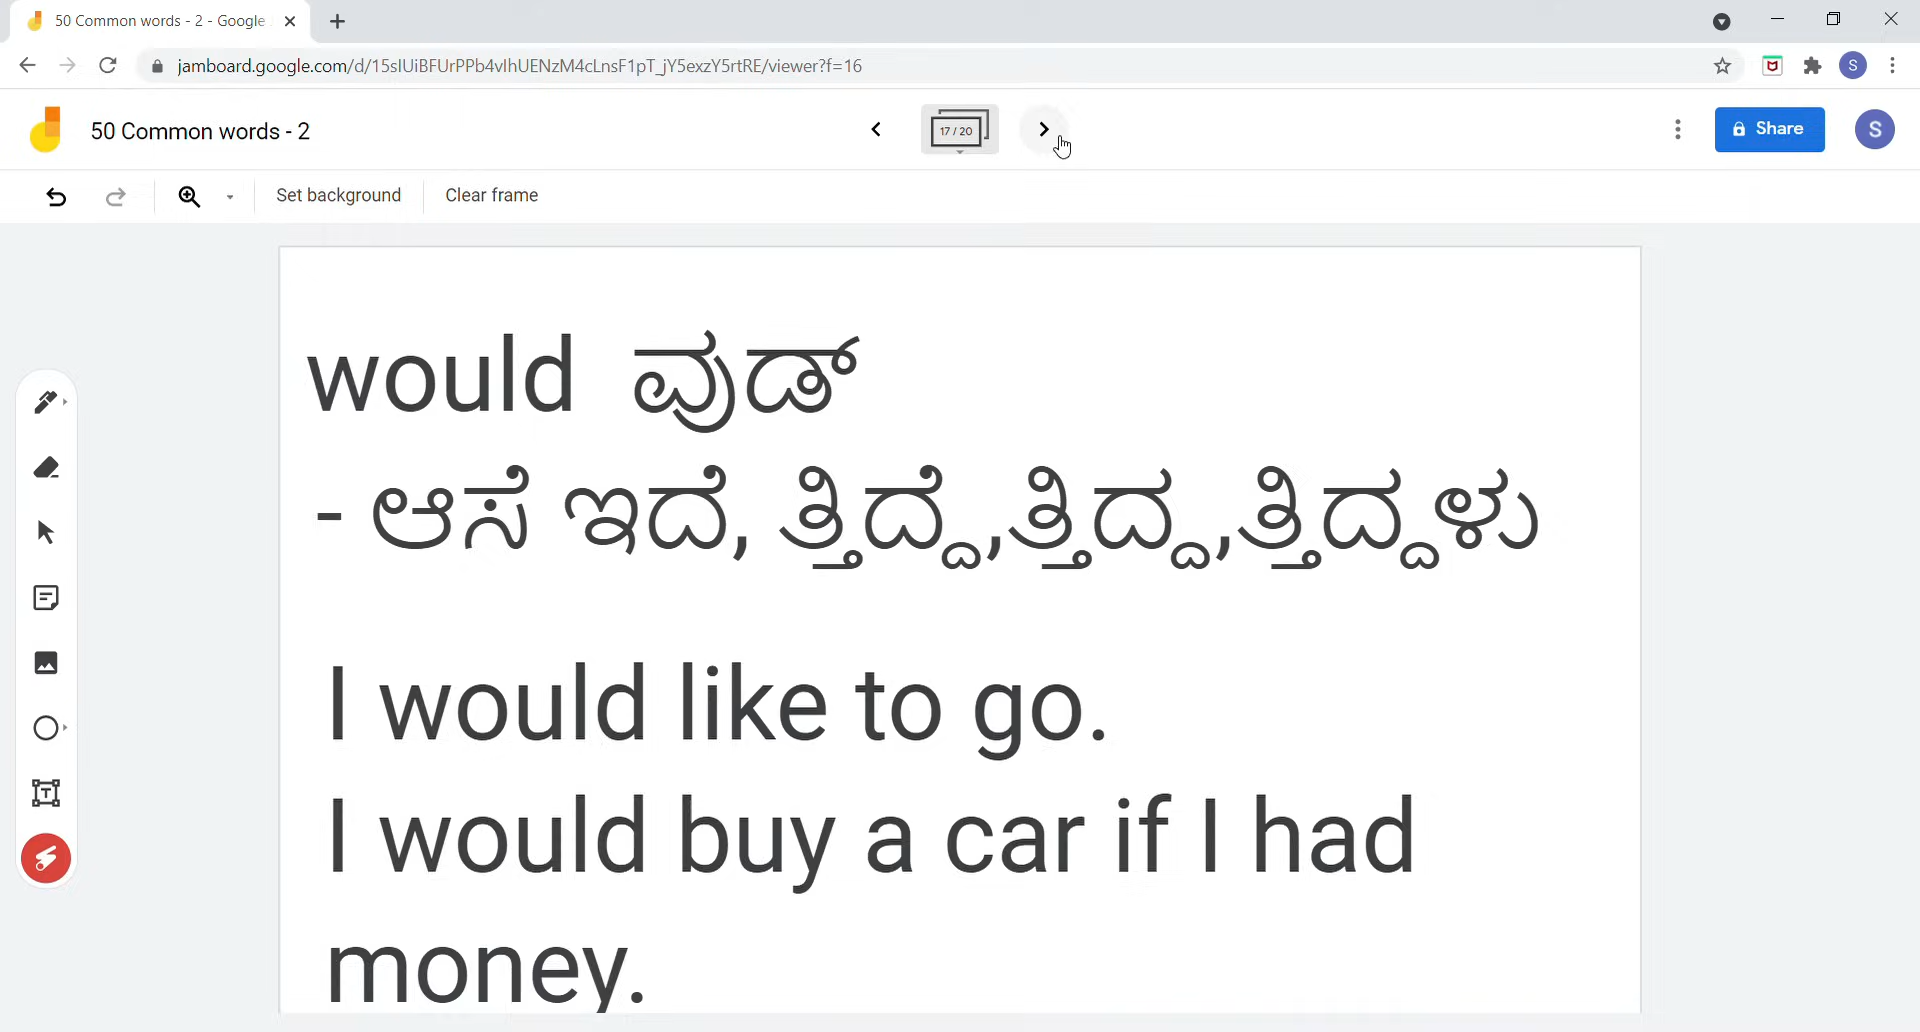 50 Common words - 2 - Google
jamboard.google.com/d/15slUiBFUrPPb4vlhUENzM4cLnsF1pT_jY5exzY5rtRE/viewer?f=16
S
50 Common words - 2
17 / 20
Share
S
Set background
Clear frame
would ವುಡ್
- ಆಸೆ ಇದೆ, ತ್ತಿದ್ದೆ,ತ್ತಿದ್ದ,ತ್ತಿದ್ದಳು
I would like to go.
I would buy a car if I had
money.